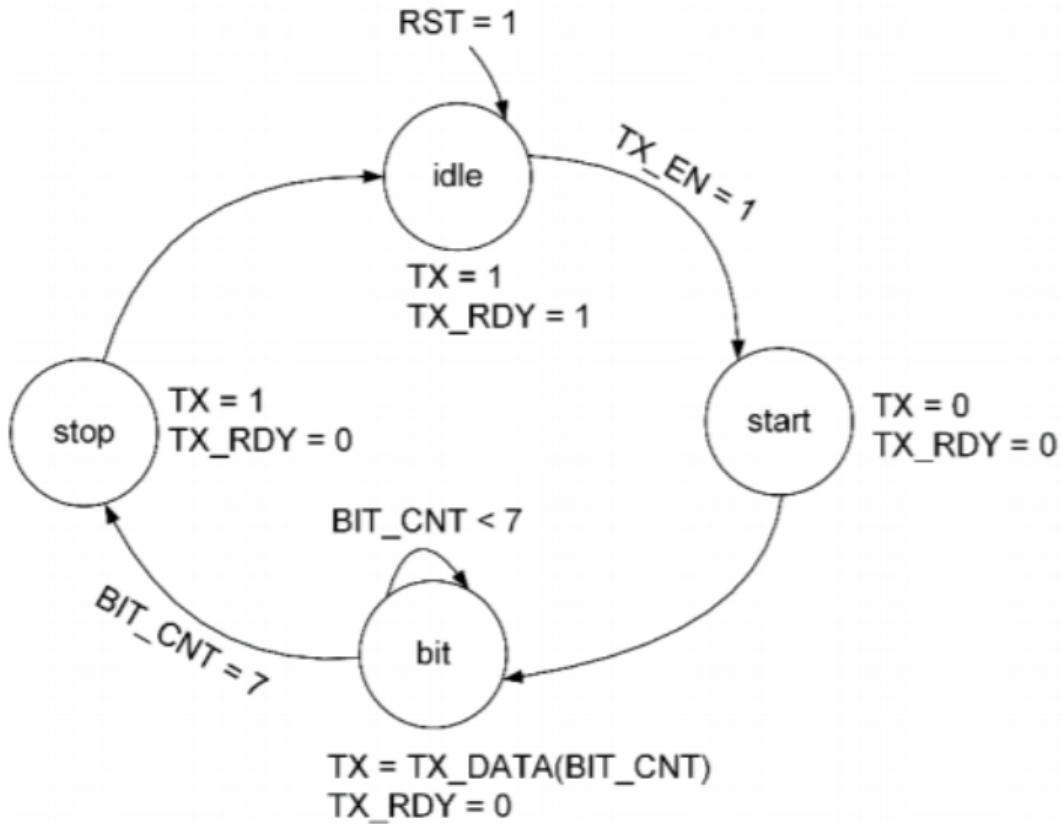 RST = 1
TX_EN = 1
idle
TX = 1
TX_RDY = 1
stop
TX = 1
TX_RDY = 0
start
TX = 0
TX_RDY = 0
BIT_CNT < 7
BIT_CNT = 7
bit
TX = TX_DATA(BIT_CNT)
TX_RDY = 0